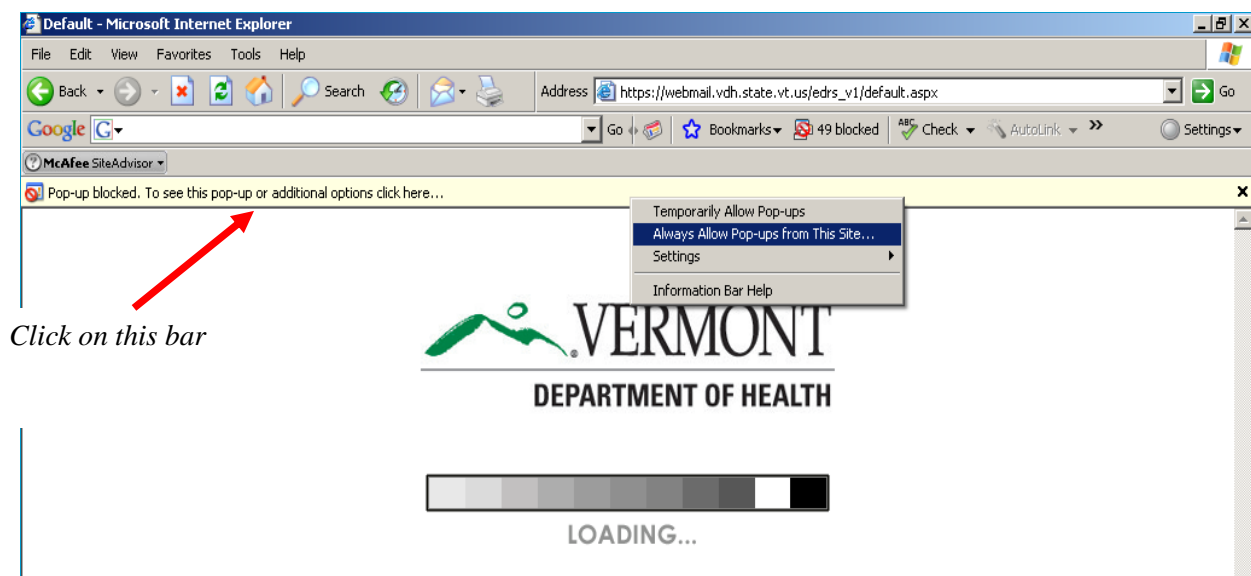 Default - Microsoft Internet Explorer
File Edit View Favorites Tools Help
Back Search Address https://webmail.vdh.state.vt.us/edrs_v1/default.aspx Go
Google G Go Bookmarks 49 blocked ABC Check AutoLink » Settings
? McAfee SiteAdvisor
Pop-up blocked. To see this pop-up or additional options click here...
Temporarily Allow Pop-ups
Always Allow Pop-ups from This Site...
Settings
Information Bar Help
Click on this bar
VERMONT
DEPARTMENT OF HEALTH
LOADING...